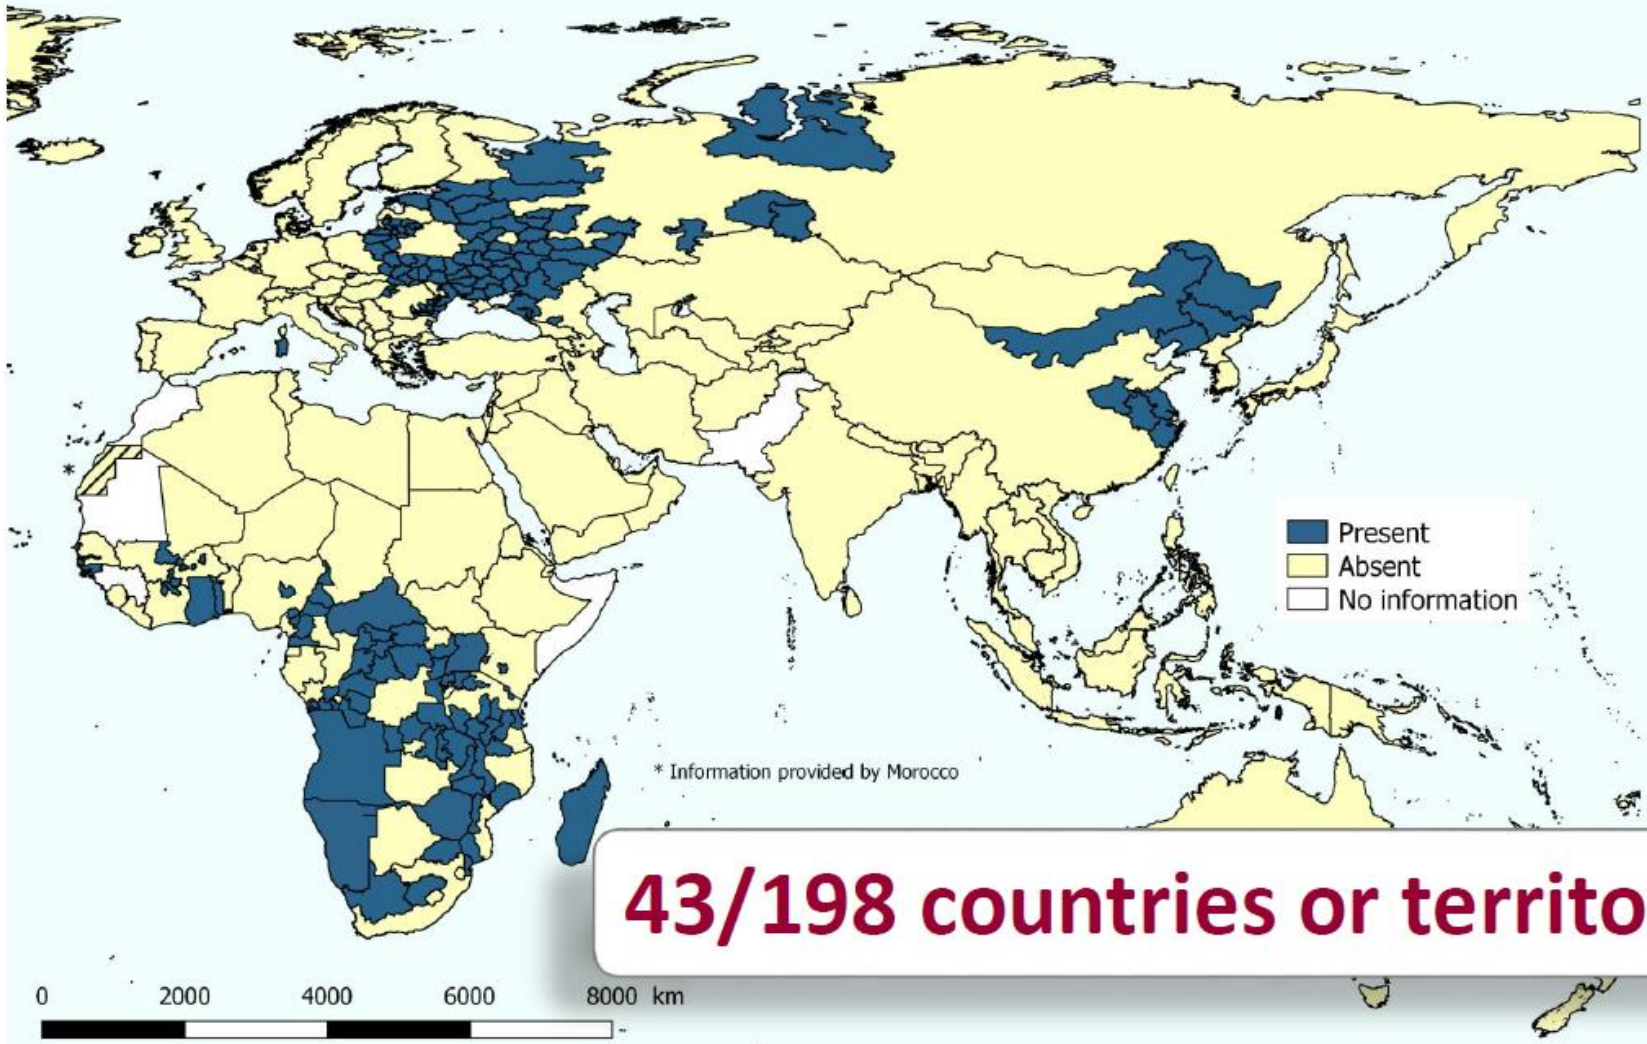 *
Present
Absent
No information
* Information provided by Morocco
43/198 countries or territo
0 2000 4000 6000 8000 km